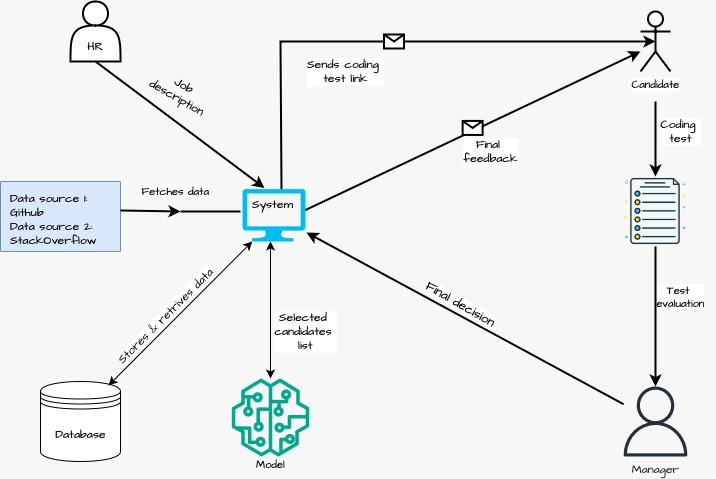 HR
Job
description
Sends coding
test link
Candidate
Final
feedback
Coding
test
Data source 1:
Github
Data source 2:
StackOverflow
Fetches data
System
Stores & retrives data
Selected
candidates
list
Final decision
Test
evaluation
Database
Model
Manager